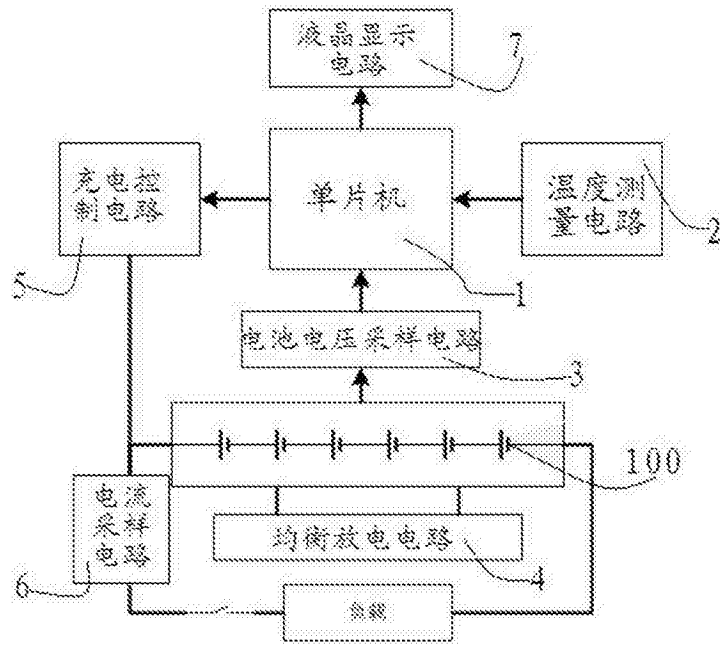 液晶显示
电路
7
充电控
制电路
5
单片机
1
温度测
量电路
2
电池电压采样电路
3
100
电流
采样
电路
6
均衡放电电路
4
负载